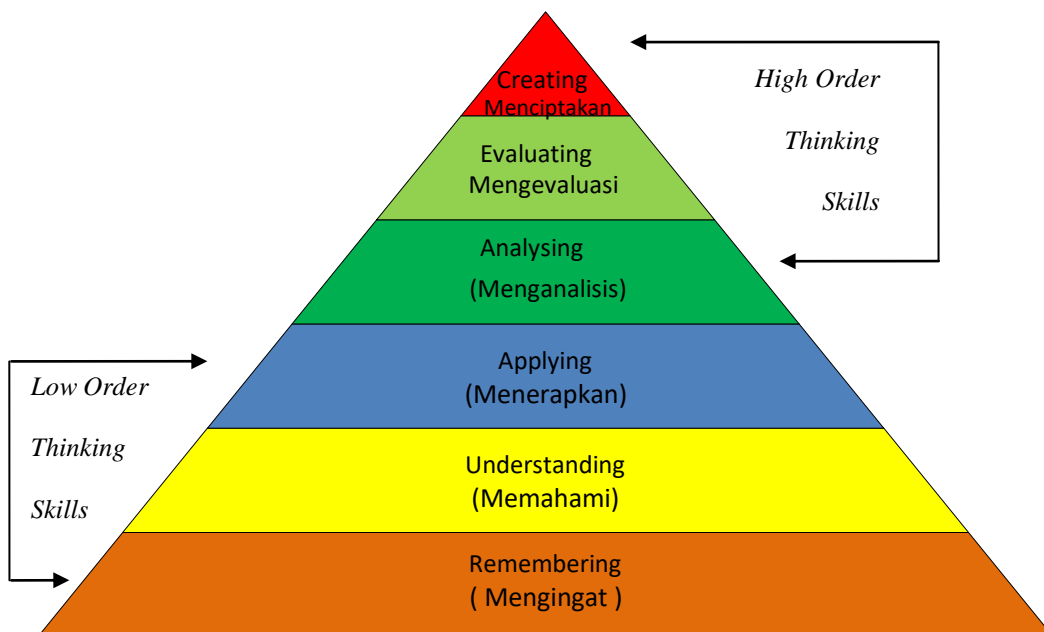 Creating
Menciptakan
High Order
Thinking
Skills
Evaluating
Mengevaluasi
Analysing
(Menganalisis)
Applying
(Menerapkan)
Low Order
Thinking
Skills
Understanding
(Memahami)
Remembering
( Mengingat )